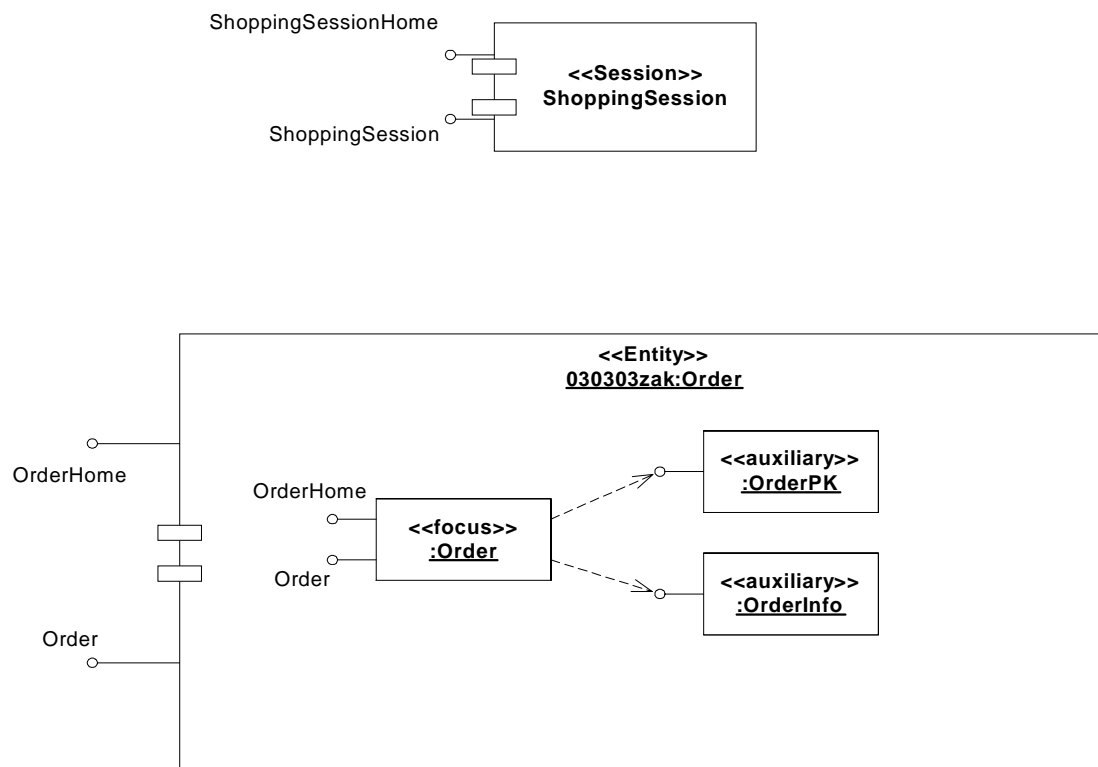 ShoppingSessionHome
<<Session>>
ShoppingSession
ShoppingSession
<<Entity>>
030303zak:Order
OrderHome
OrderHome
<<focus>>
:Order
Order
<<auxiliary>>
:OrderPK
<<auxiliary>>
:OrderInfo
Order